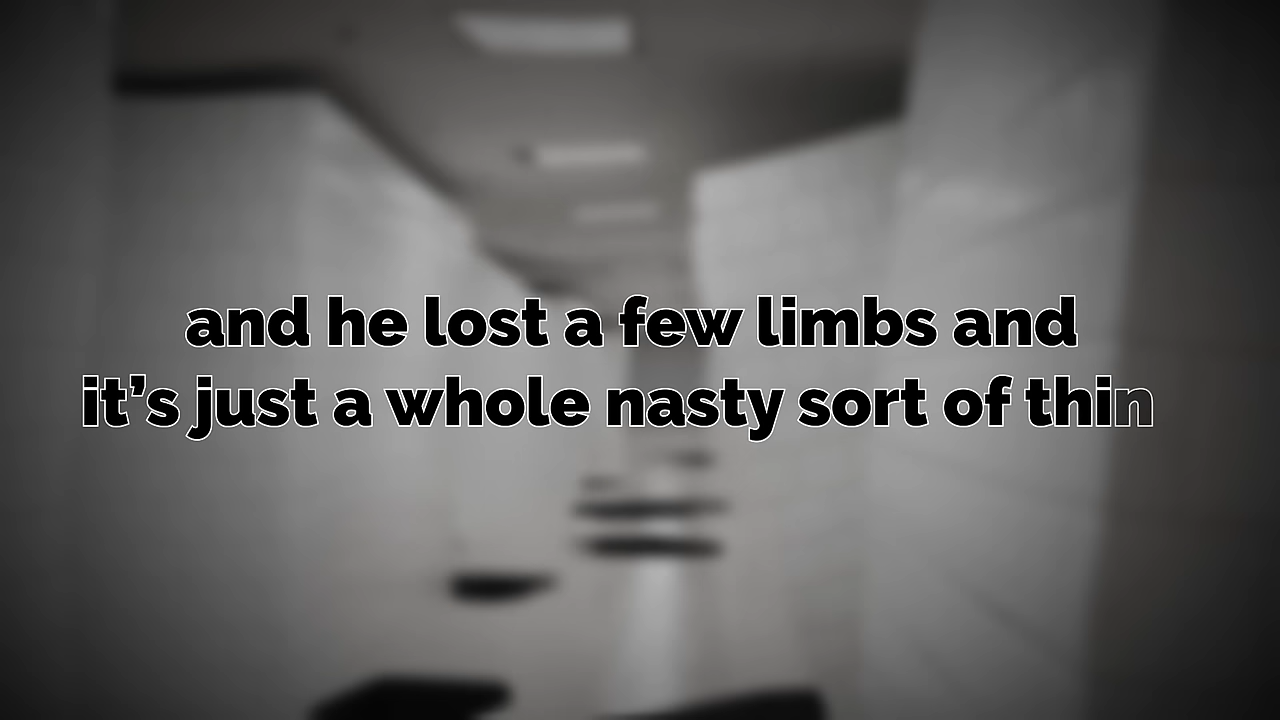 and he lost a few limbs and
it’s just a whole nasty sort of thin